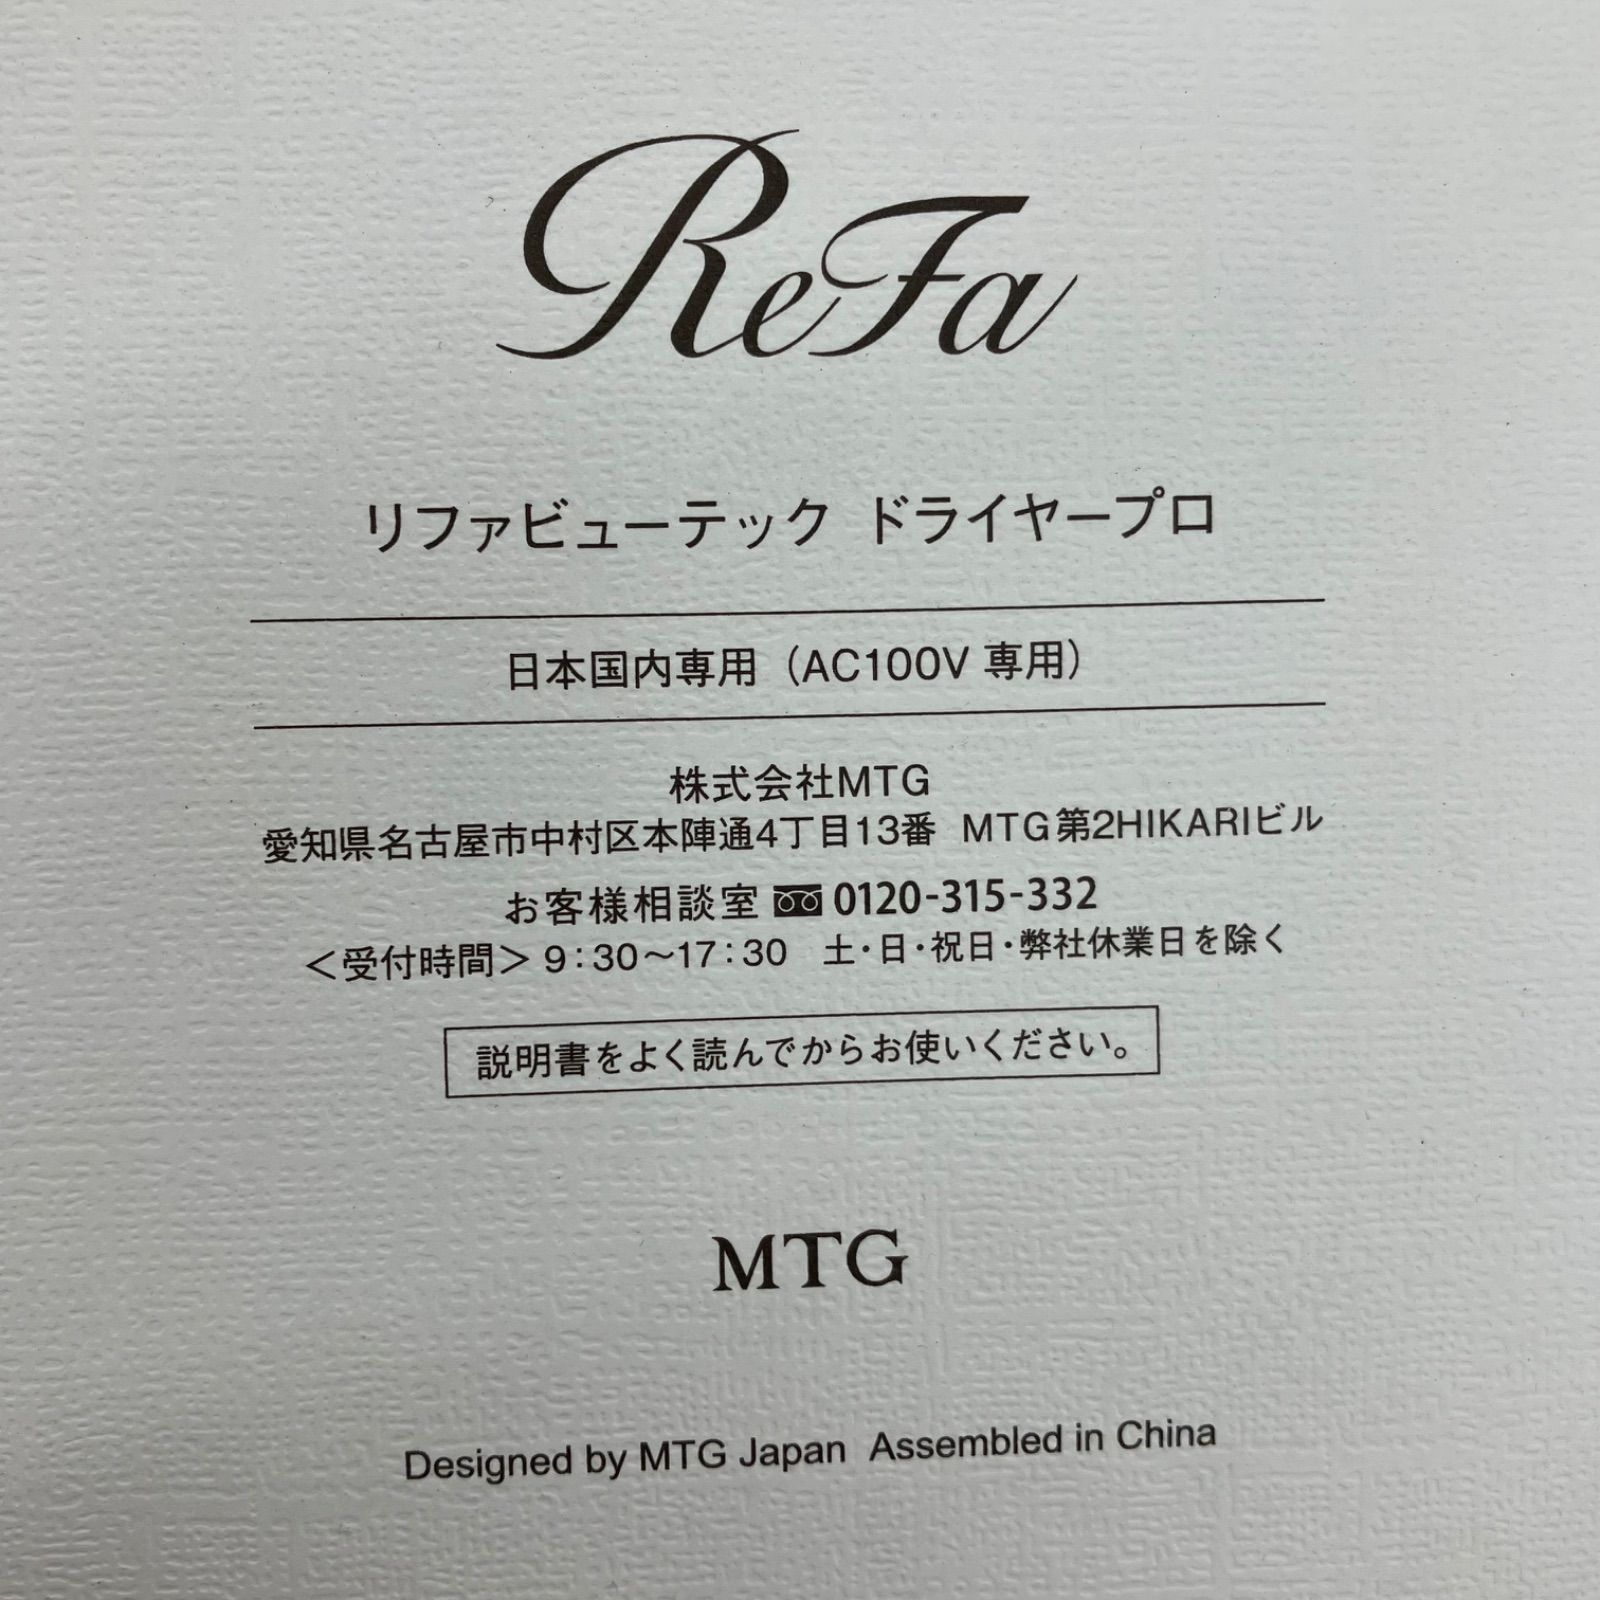 ReFa
リファビューテック ドライヤープロ
日本国内専用（AC100V 専用）
株式会社MTG
愛知県名古屋市中村区本陣通4丁目13番 MTG第2HIKARIビル
お客様相談室 0120-315-332
＜受付時間＞ 9：30～17：30 土・日・祝日・弊社休業日を除く
説明書をよく読んでからお使いください。
MTG
Designed by MTG Japan Assembled in China